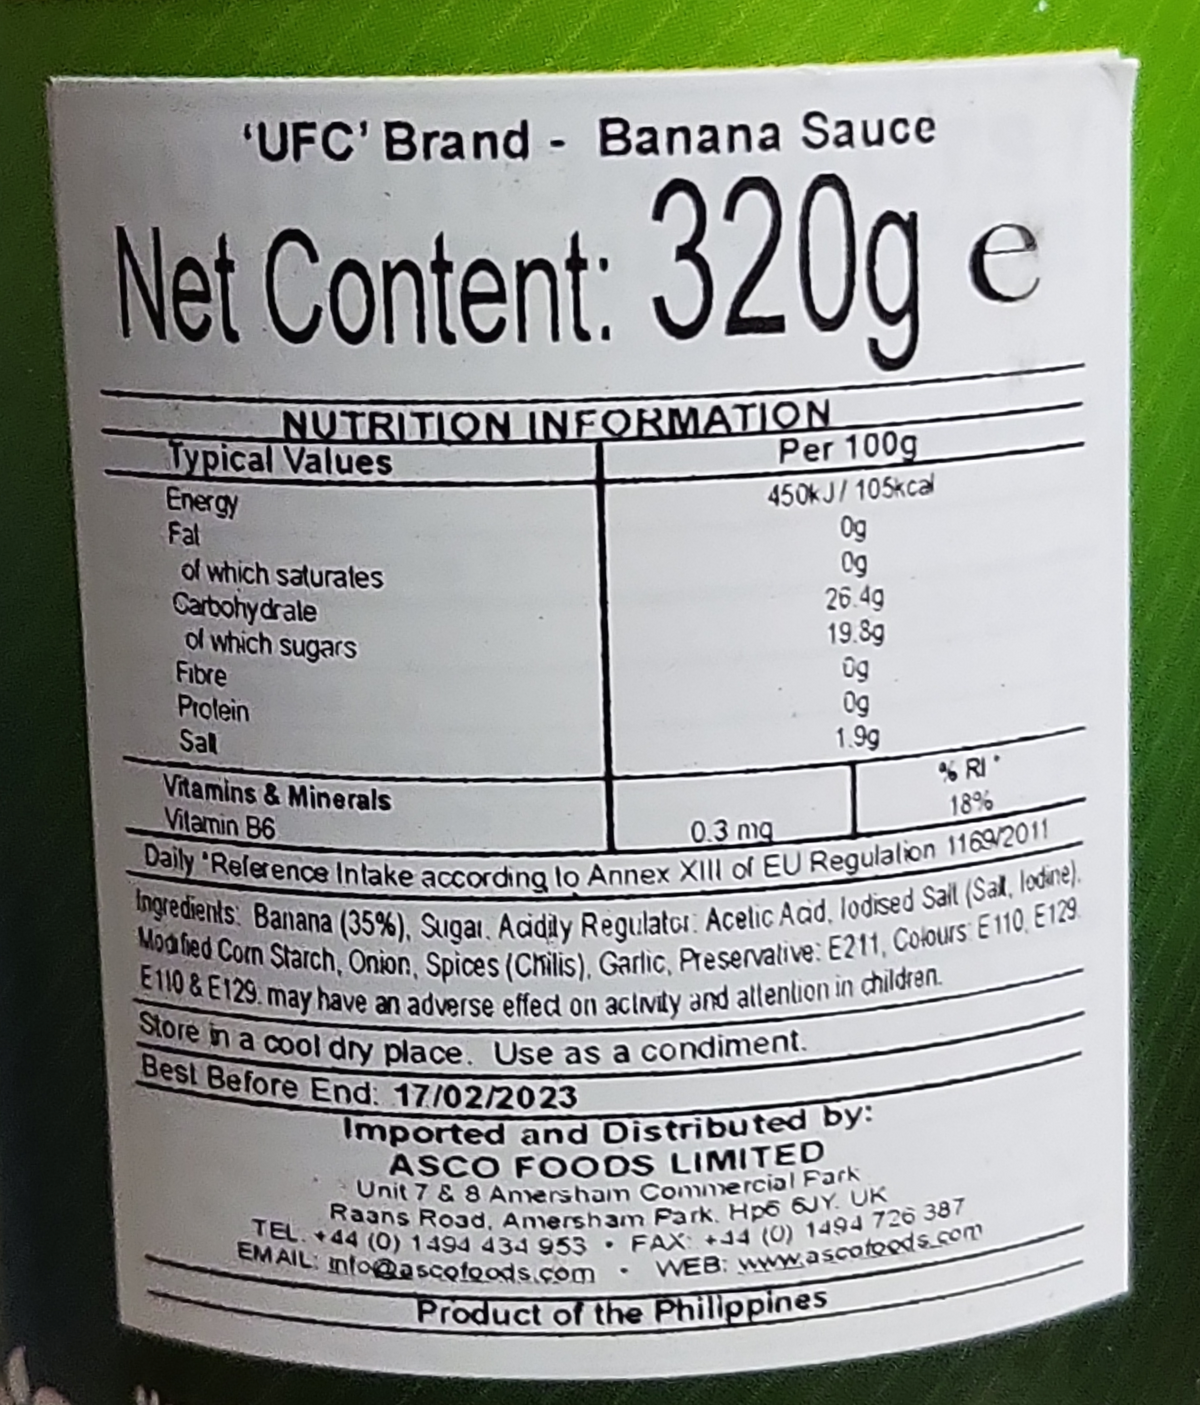 ‘UFC’ Brand - Banana Sauce
Net Content: 320g e
NUTRITION INFORMATION
Typical Values Per 100g
Energy 450kJ/ 105kcal
Fat 0g
of which saturates 0g
Carbohydrate 26.4g
of which sugars 19.8g
Fibre 0g
Protein 0g
Salt 1.9g
Vitamins & Minerals % RI *
Vitamin B6 0.3 mg 18%
Daily *Reference Intake according to Annex XIII of EU Regulation 1169/2011
Ingredients: Banana (35%), Sugar. Acidity Regulator: Acetic Acid, Iodised Salt (Salt, Iodine),
Modified Corn Starch, Onion, Spices (Chilis), Garlic, Preservative: E211, Colours: E110, E129.
E110 & E129. may have an adverse effect on activity and attention in children.
Store in a cool dry place. Use as a condiment.
Best Before End: 17/02/2023
Imported and Distributed by:
ASCO FOODS LIMITED
Unit 7 & 8 Amersham Commercial Park
Raans Road, Amersham Park. Hp6 6JY. UK
TEL. +44 (0) 1494 434 953 • FAX: +44 (0) 1494 726 387
EMAIL: info@ascofoods.com • WEB: www.ascofoods.com
Product of the Philippines